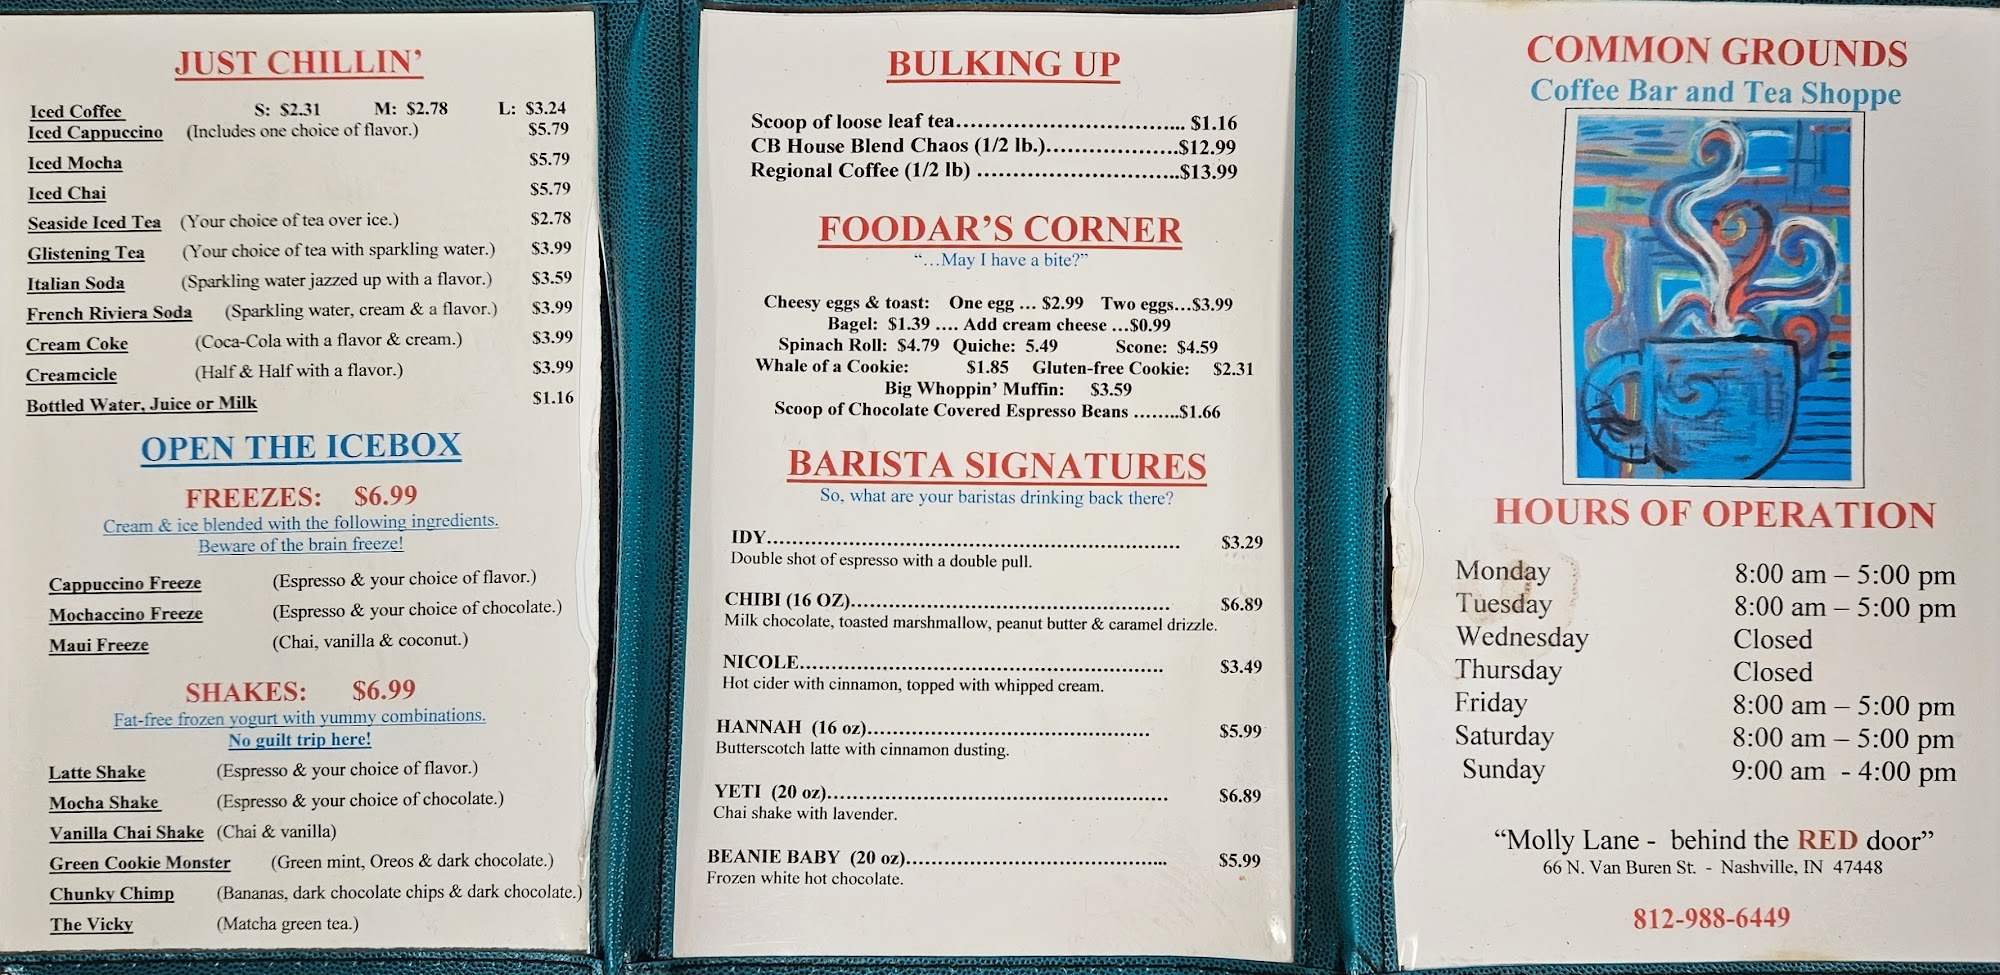 JUST CHILLIN’
Iced Coffee S: $2.31 M: $2.78 L: $3.24
Iced Cappuccino (Includes one choice of flavor.) $5.79
Iced Mocha $5.79
Iced Chai $5.79
Seaside Iced Tea (Your choice of tea over ice.) $2.78
Glistening Tea (Your choice of tea with sparkling water.) $3.99
Italian Soda (Sparkling water jazzed up with a flavor.) $3.59
French Riviera Soda (Sparkling water, cream & a flavor.) $3.99
Cream Coke (Coca-Cola with a flavor & cream.) $3.99
Creamcicle (Half & Half with a flavor.) $3.99
Bottled Water, Juice or Milk $1.16
OPEN THE ICEBOX
FREEZES: $6.99
Cream & ice blended with the following ingredients.
Beware of the brain freeze!
Cappuccino Freeze (Espresso & your choice of flavor.)
Mochaccino Freeze (Espresso & your choice of chocolate.)
Maui Freeze (Chai, vanilla & coconut.)
SHAKES: $6.99
Fat-free frozen yogurt with yummy combinations.
No guilt trip here!
Latte Shake (Espresso & your choice of flavor.)
Mocha Shake (Espresso & your choice of chocolate.)
Vanilla Chai Shake (Chai & vanilla)
Green Cookie Monster (Green mint, Oreos & dark chocolate.)
Chunky Chimp (Bananas, dark chocolate chips & dark chocolate.)
The Vicky (Matcha green tea.)
BULKING UP
Scoop of loose leaf tea................................ $1.16
CB House Blend Chaos (1/2 lb.)...................$12.99
Regional Coffee (1/2 lb) .............................$13.99
FOODAR’S CORNER
“…May I have a bite?”
Cheesy eggs & toast: One egg ... $2.99 Two eggs...$3.99
Bagel: $1.39 .... Add cream cheese ...$0.99
Spinach Roll: $4.79 Quiche: 5.49 Scone: $4.59
Whale of a Cookie: $1.85 Gluten-free Cookie: $2.31
Big Whoppin’ Muffin: $3.59
Scoop of Chocolate Covered Espresso Beans ........$1.66
BARISTA SIGNATURES
So, what are your baristas drinking back there?
IDY.............................................................. $3.29
Double shot of espresso with a double pull.
CHIBI (16 OZ)................................................ $6.89
Milk chocolate, toasted marshmallow, peanut butter & caramel drizzle.
NICOLE....................................................... $3.49
Hot cider with cinnamon, topped with whipped cream.
HANNAH (16 oz)........................................... $5.99
Butterscotch latte with cinnamon dusting.
YETI (20 oz).................................................... $6.89
Chai shake with lavender.
BEANIE BABY (20 oz)....................................... $5.99
Frozen white hot chocolate.
COMMON GROUNDS
Coffee Bar and Tea Shoppe
HOURS OF OPERATION
Monday 8:00 am – 5:00 pm
Tuesday 8:00 am – 5:00 pm
Wednesday Closed
Thursday Closed
Friday 8:00 am – 5:00 pm
Saturday 8:00 am – 5:00 pm
Sunday 9:00 am - 4:00 pm
“Molly Lane - behind the RED door”
66 N. Van Buren St. - Nashville, IN 47448
812-988-6449